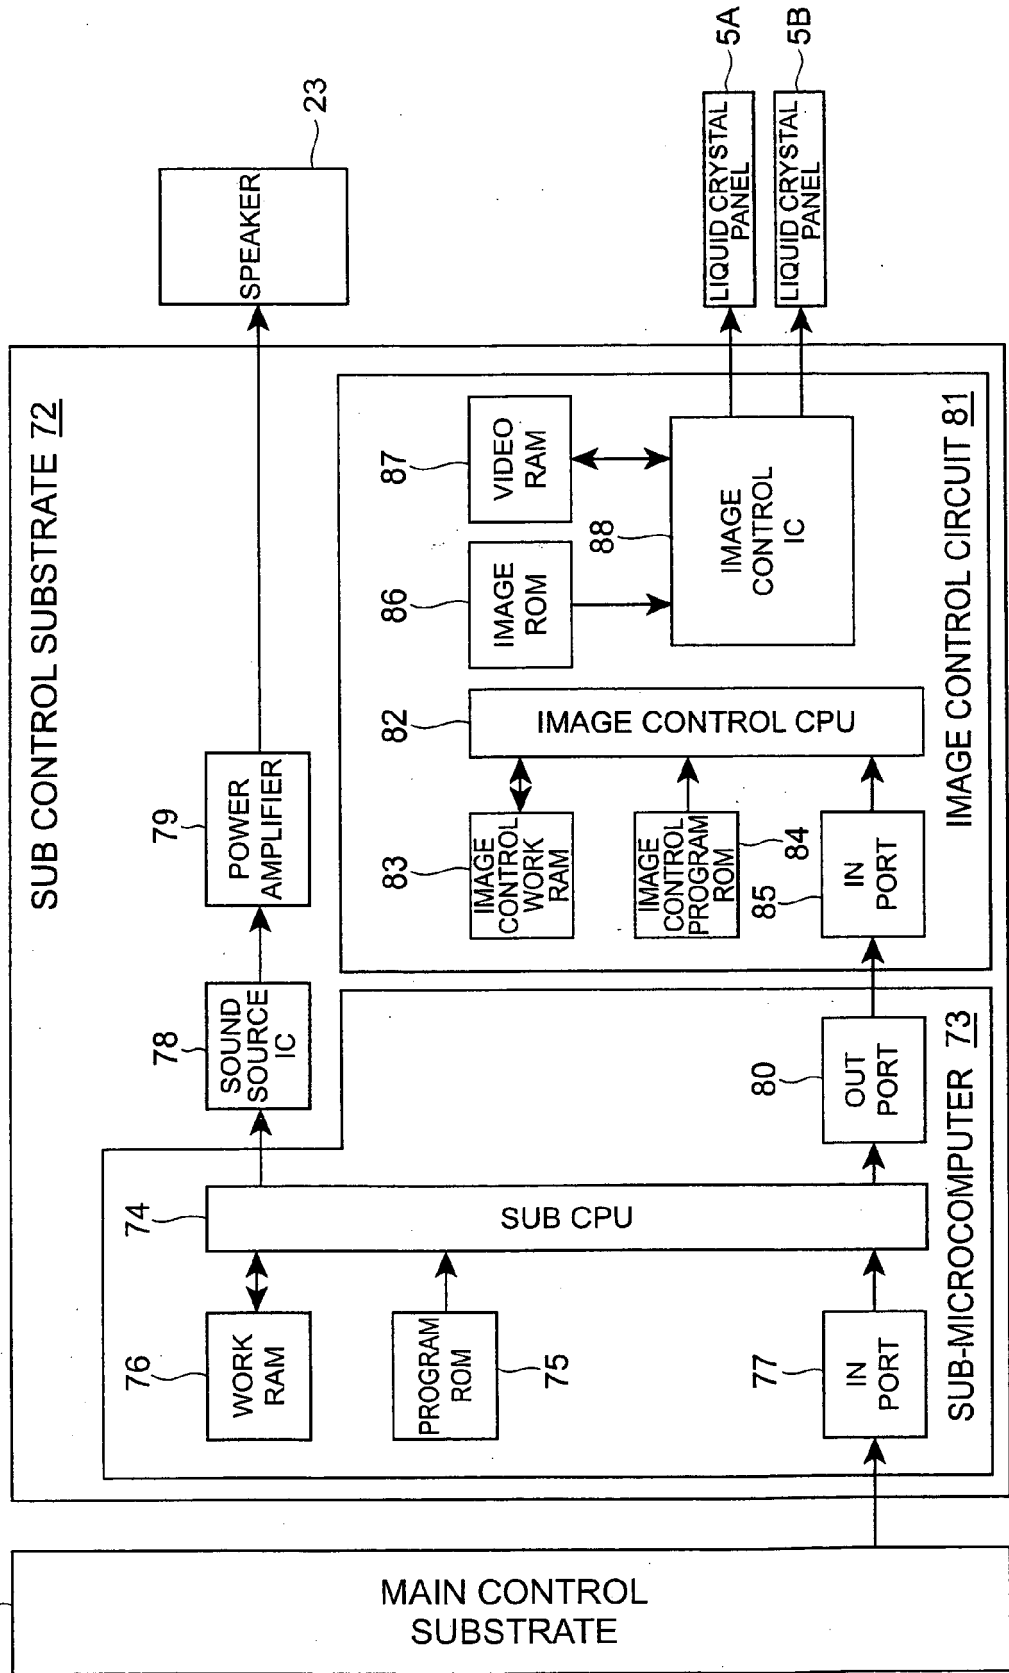 MAIN CONTROL
SUBSTRATE
SUB CONTROL SUBSTRATE 72
SUB-MICROCOMPUTER 73
76
WORK
RAM
PROGRAM
ROM
75
77
IN
PORT
74
SUB CPU
80
OUT
PORT
78
SOUND
SOURCE
IC
79
POWER
AMPLIFIER
SPEAKER
23
IMAGE CONTROL CIRCUIT 81
83
IMAGE
CONTROL
WORK
RAM
IMAGE
CONTROL
PROGRAM
ROM
84
85
IN
PORT
82
IMAGE CONTROL CPU
86
IMAGE
ROM
87
VIDEO
RAM
88
IMAGE
CONTROL
IC
LIQUID CRYSTAL
PANEL
5A
LIQUID CRYSTAL
PANEL
5B